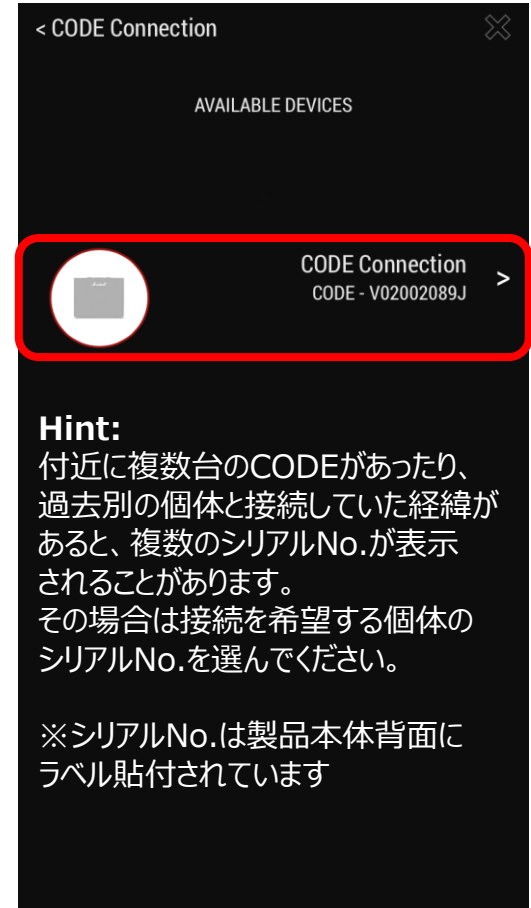 < CODE Connection
AVAILABLE DEVICES
CODE Connection
CODE - V02002089J
>
Hint:
付近に複数台のCODEがあったり、
過去別の個体と接続していた経緯が
あると、複数のシリアルNo.が表示
されることがあります。
その場合は接続を希望する個体の
シリアルNo.を選んでください。
※シリアルNo.は製品本体背面に
ラベル貼付されています